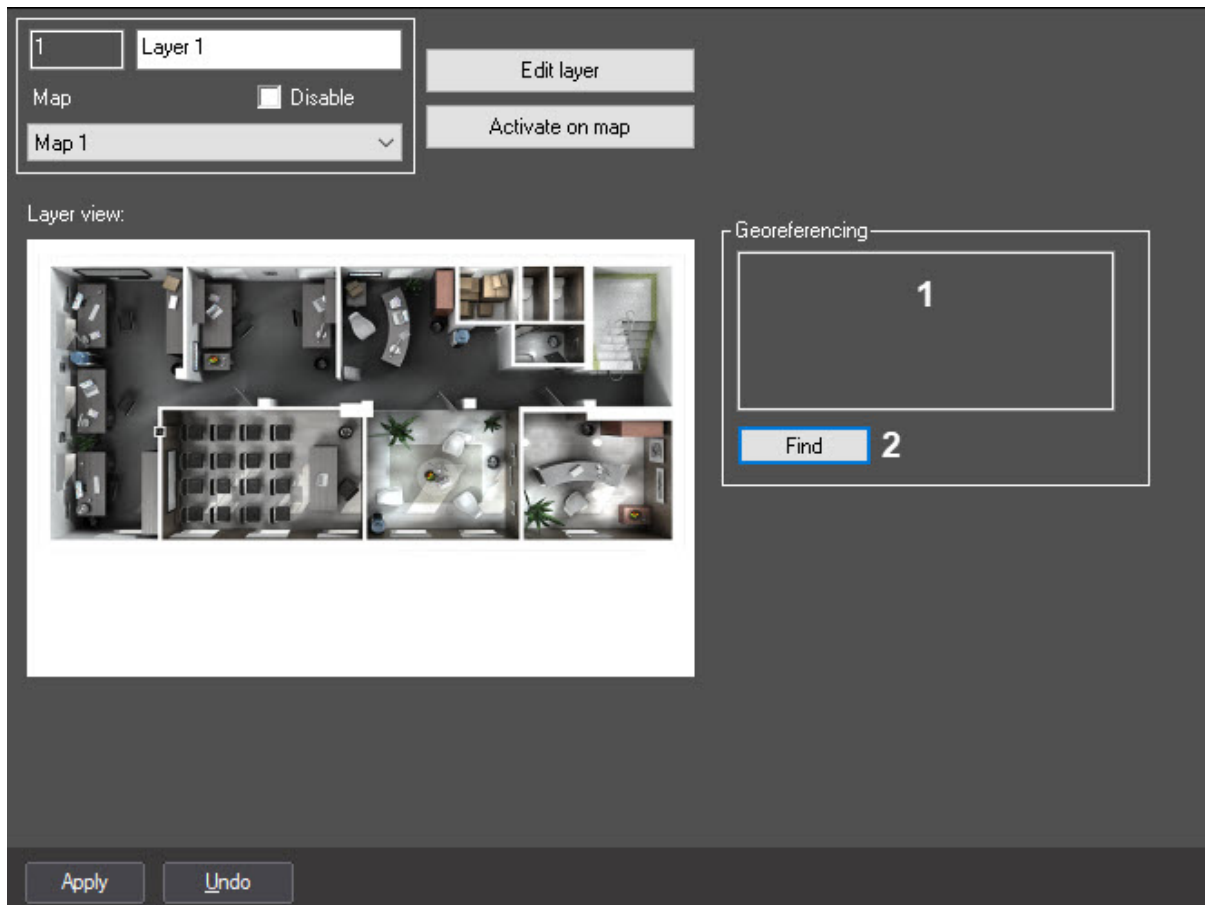 1
Layer 1
Edit layer
Map
Disable
Activate on map
Map 1
Layer view:
Georeferencing
1
Find
2
Apply
Undo